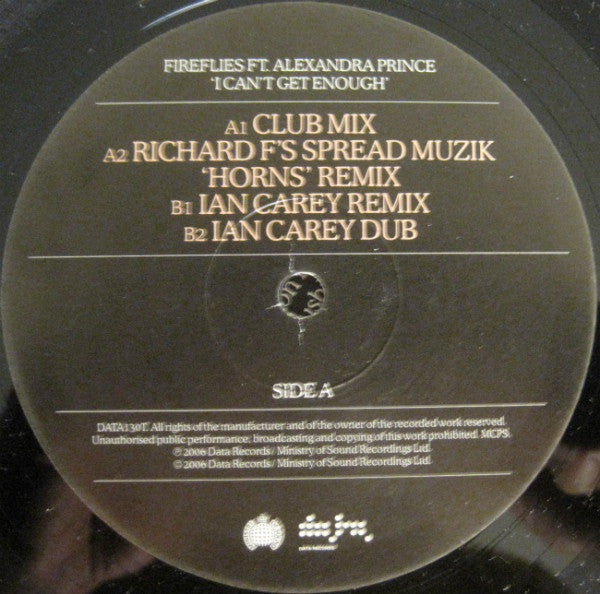 FIREFLIES FT. ALEXANDRA PRINCE
'I CAN'T GET ENOUGH'
A1 CLUB MIX
A2 RICHARD F'S SPREAD MUZIK
'HORNS' REMIX
B1 IAN CAREY REMIX
B2 IAN CAREY DUB
SIDE A
DATA130T. All rights of the manufacturer and of the owner of the recorded work reserved.
Unauthorised public performance, broadcasting and copying of this work prohibited. MCPS.
℗ 2006 Data Records / Ministry of Sound Recordings Ltd.
© 2006 Data Records / Ministry of Sound Recordings Ltd.
DATA RECORDS